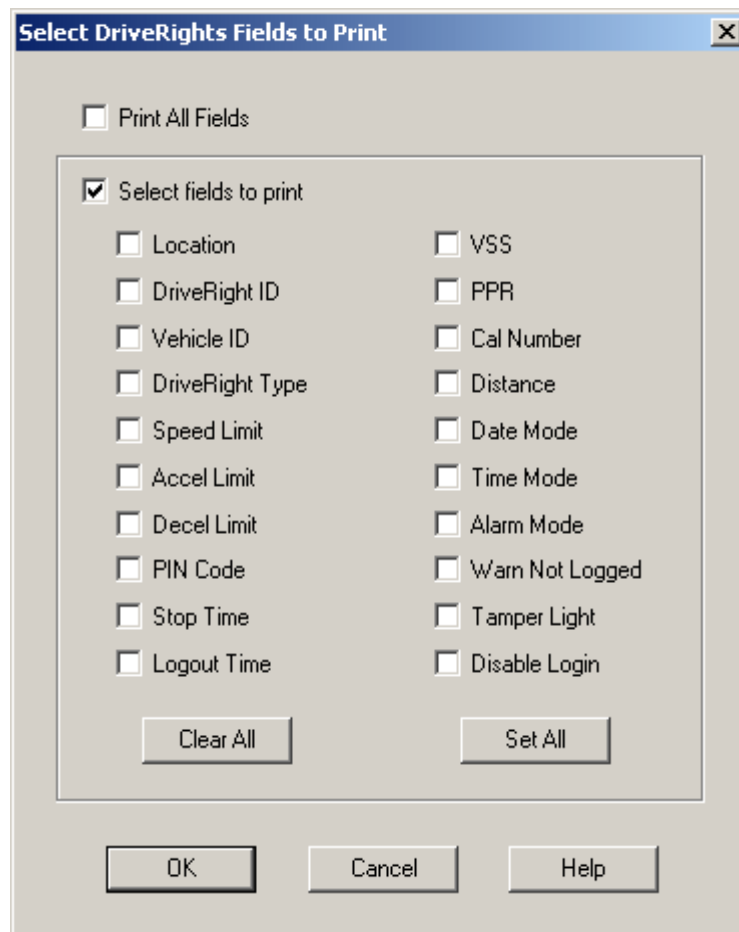 Select DriveRights Fields to Print
Print All Fields
Select fields to print
Location
VSS
DriveRight ID
PPR
Vehicle ID
Cal Number
DriveRight Type
Distance
Speed Limit
Date Mode
Accel Limit
Time Mode
Decel Limit
Alarm Mode
PIN Code
Warn Not Logged
Stop Time
Tamper Light
Logout Time
Disable Login
Clear All
Set All
OK
Cancel
Help